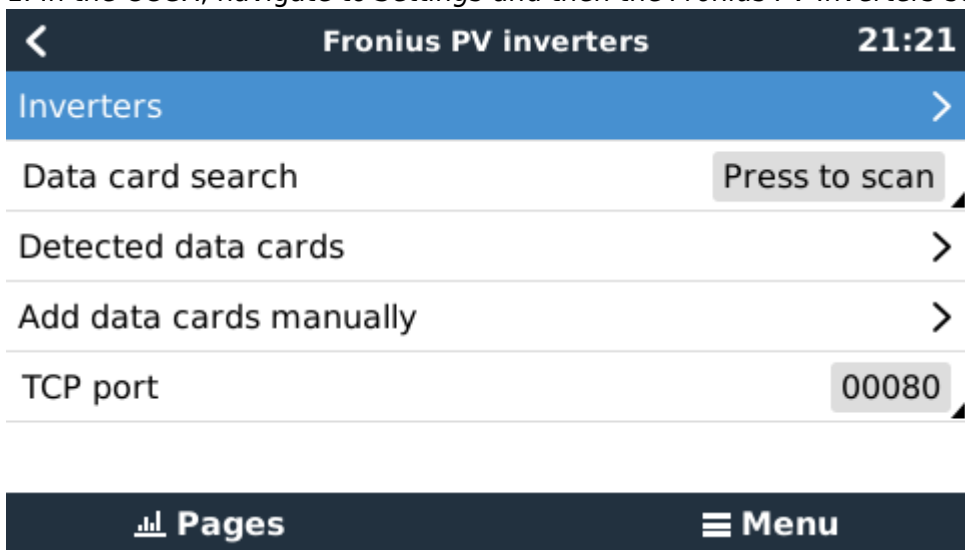 Fronius PV inverters 21:21
Inverters
Data card search Press to scan
Detected data cards
Add data cards manually
TCP port 00080
Pages Menu